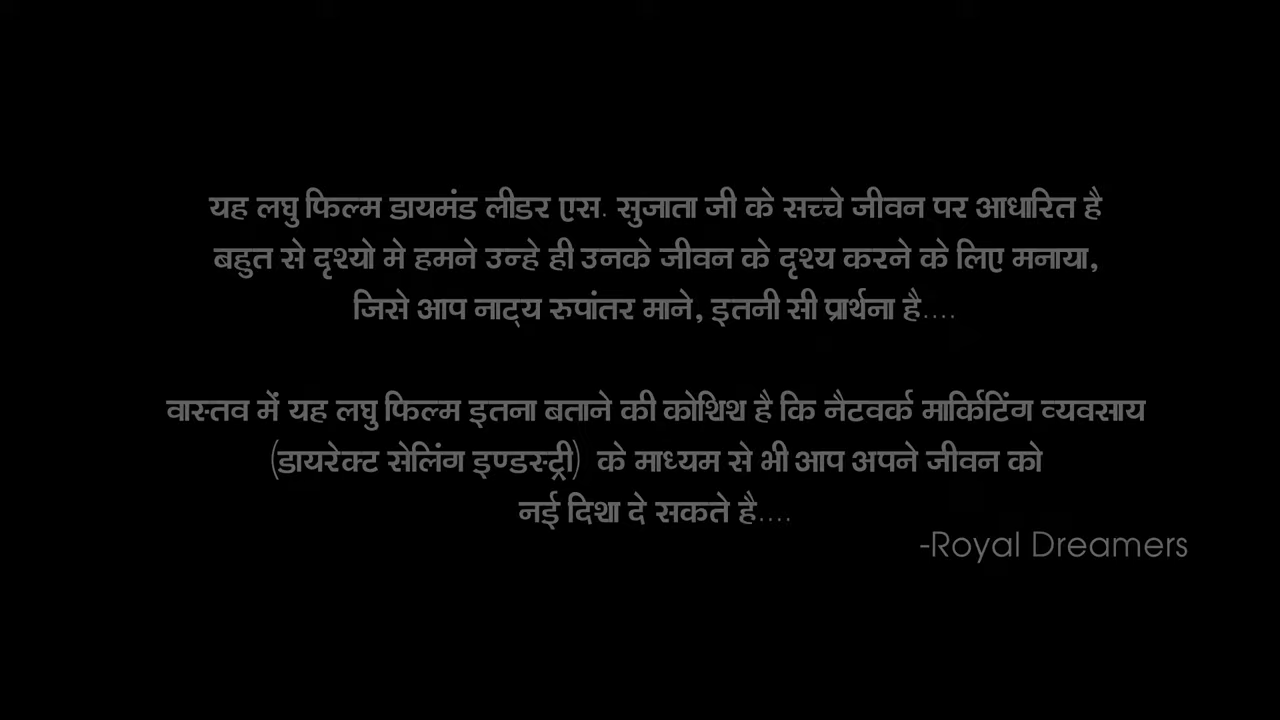 यह लघु फिल्म डायमंड लीडर एस. सुजाता जी के सच्चे जीवन पर आधारित है
बहुत से दृश्यो मे हमने उन्हे ही उनके जीवन के दृश्य करने के लिए मनाया,
जिसे आप नाट्य रुपांतर माने, इतनी सी प्रार्थना है....
वास्तव में यह लघु फिल्म इतना बताने की कोशिश है कि नैटवर्क मार्किटिंग व्यवसाय
(डायरेक्ट सेलिंग इण्डस्ट्री) के माध्यम से भी आप अपने जीवन को
नई दिशा दे सकते है....
-Royal Dreamers